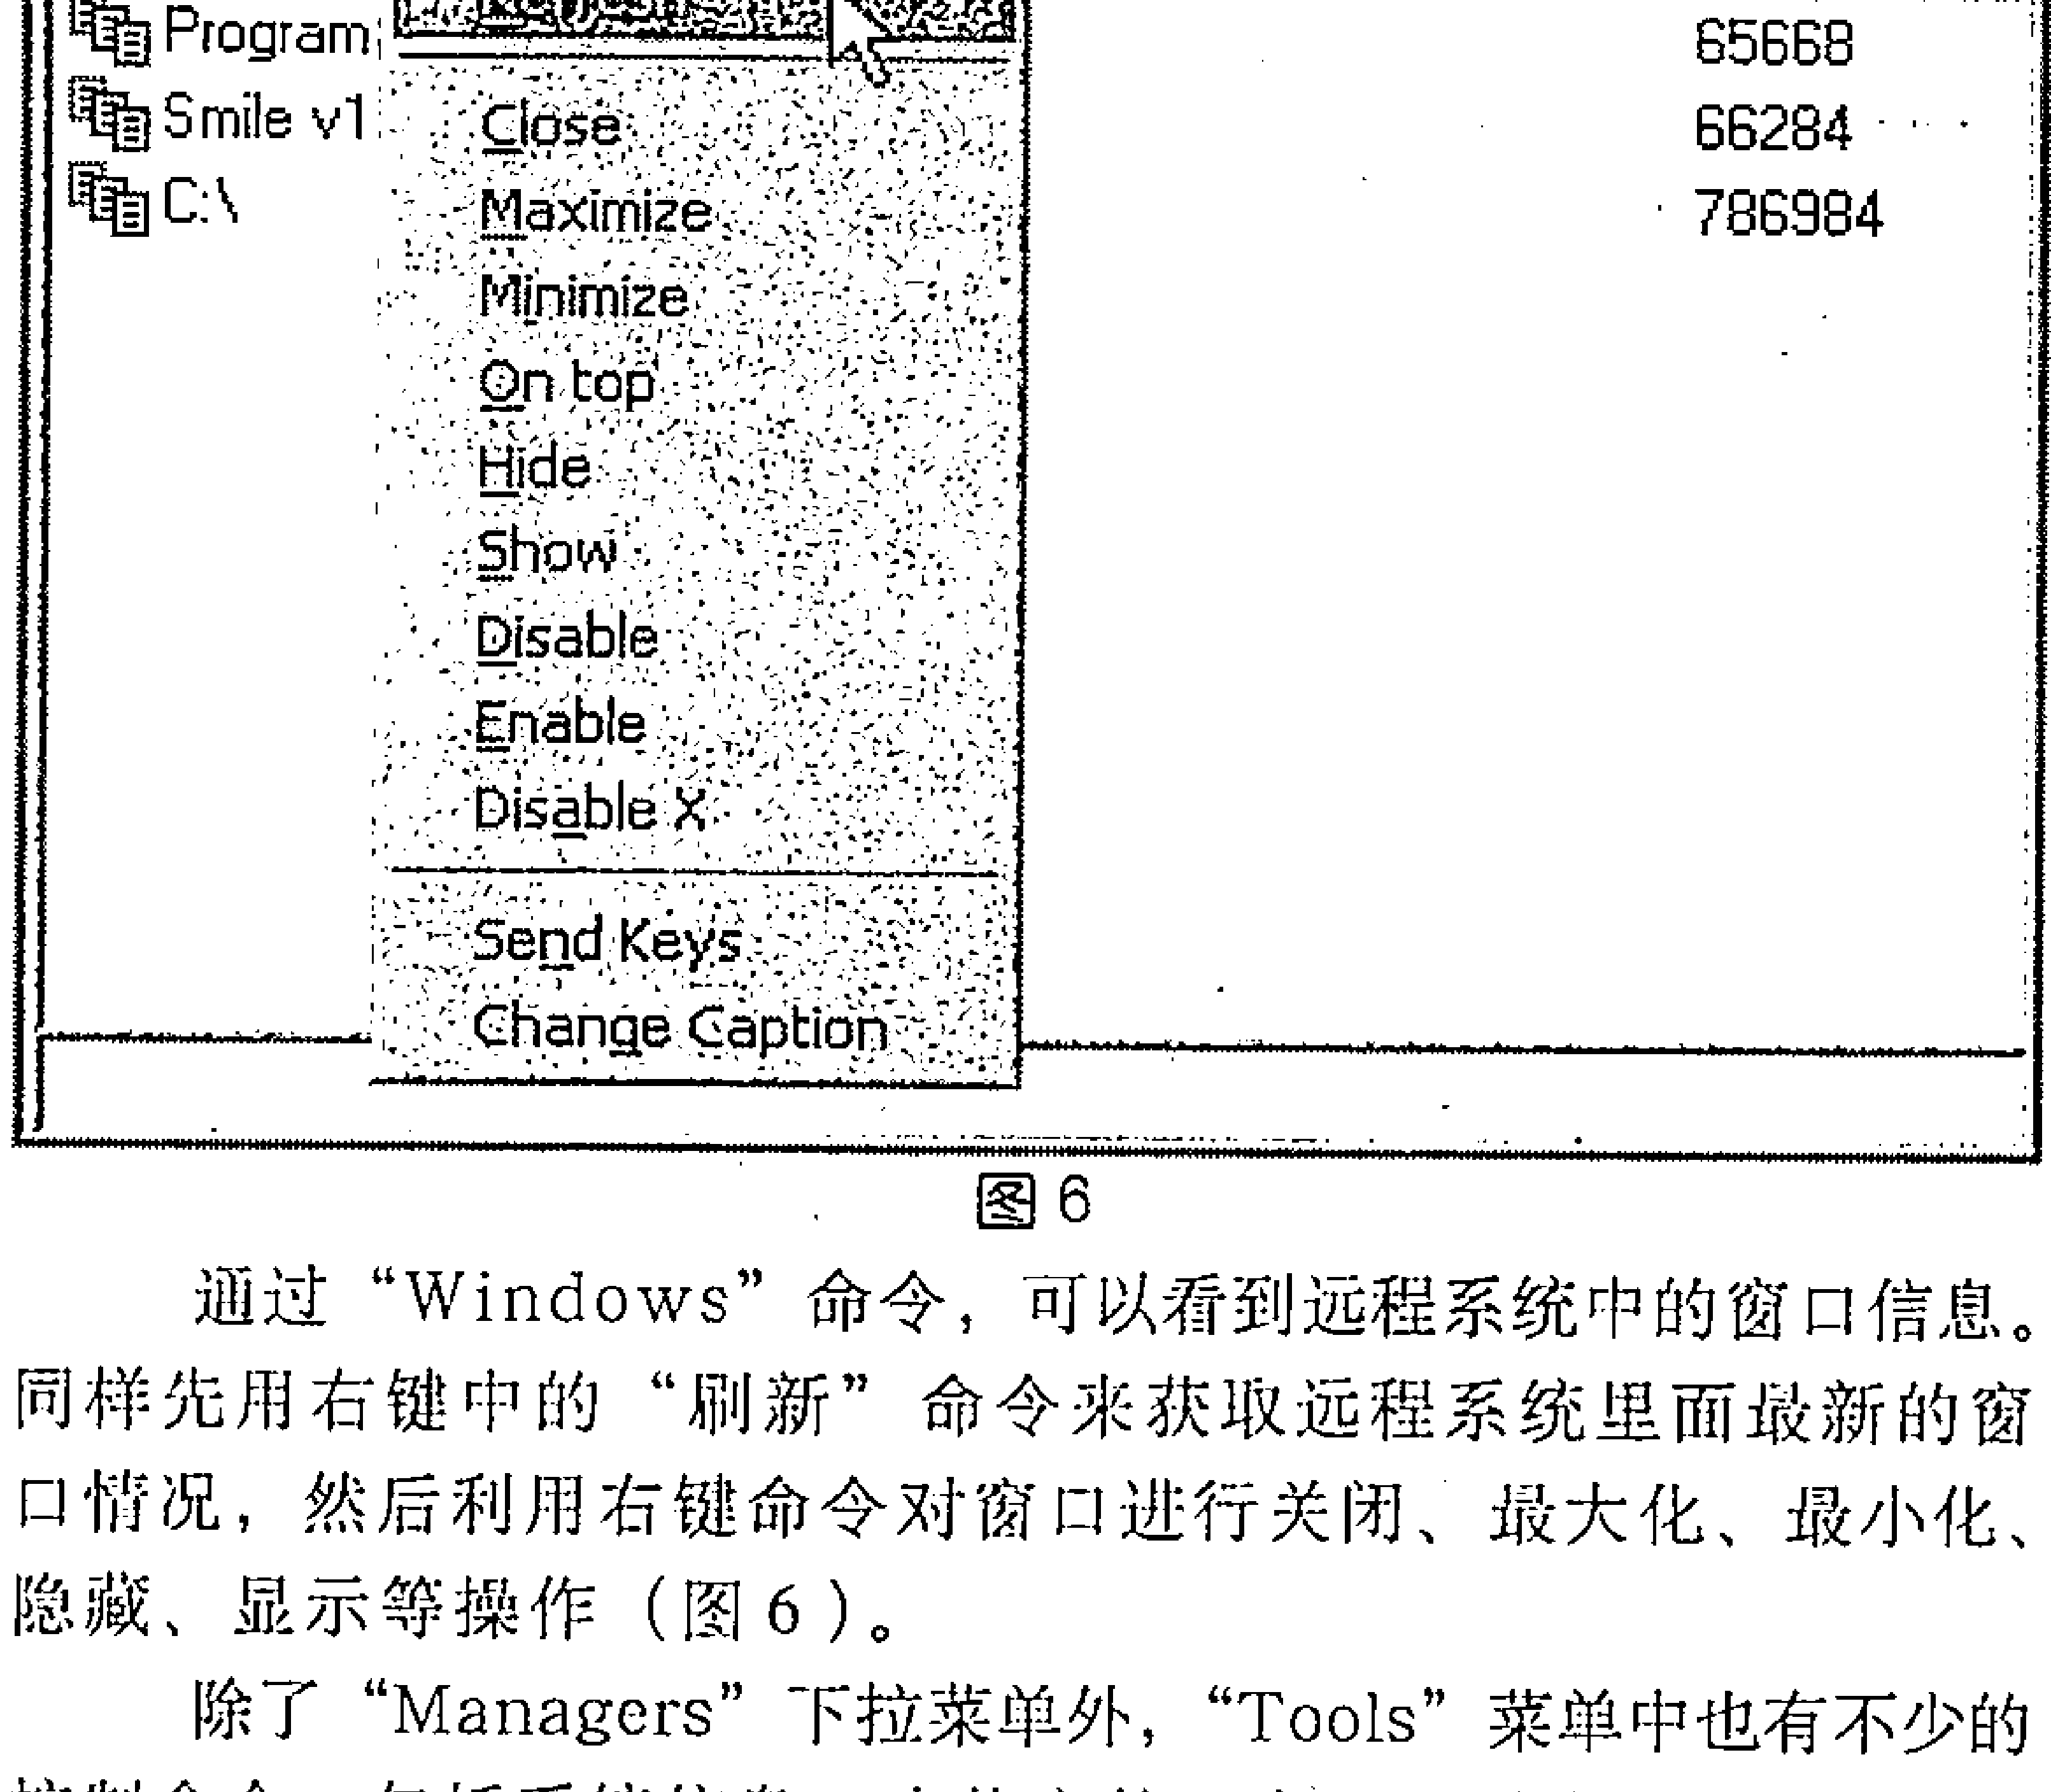 Program
65668
Smile v1
66284
C:\
786984
Close
Maximize
Minimize
On top
Hide
Show
Disable
Enable
Disable X
Send Keys
Change Caption
图 6
通过“Windows”命令，可以看到远程系统中的窗口信息。
同样先用右键中的“刷新”命令来获取远程系统里面最新的窗
口情况，然后利用右键命令对窗口进行关闭、最大化、最小化、
隐藏、显示等操作（图 6）。
除了“Managers”下拉菜单外，“Tools”菜单中也有不少的